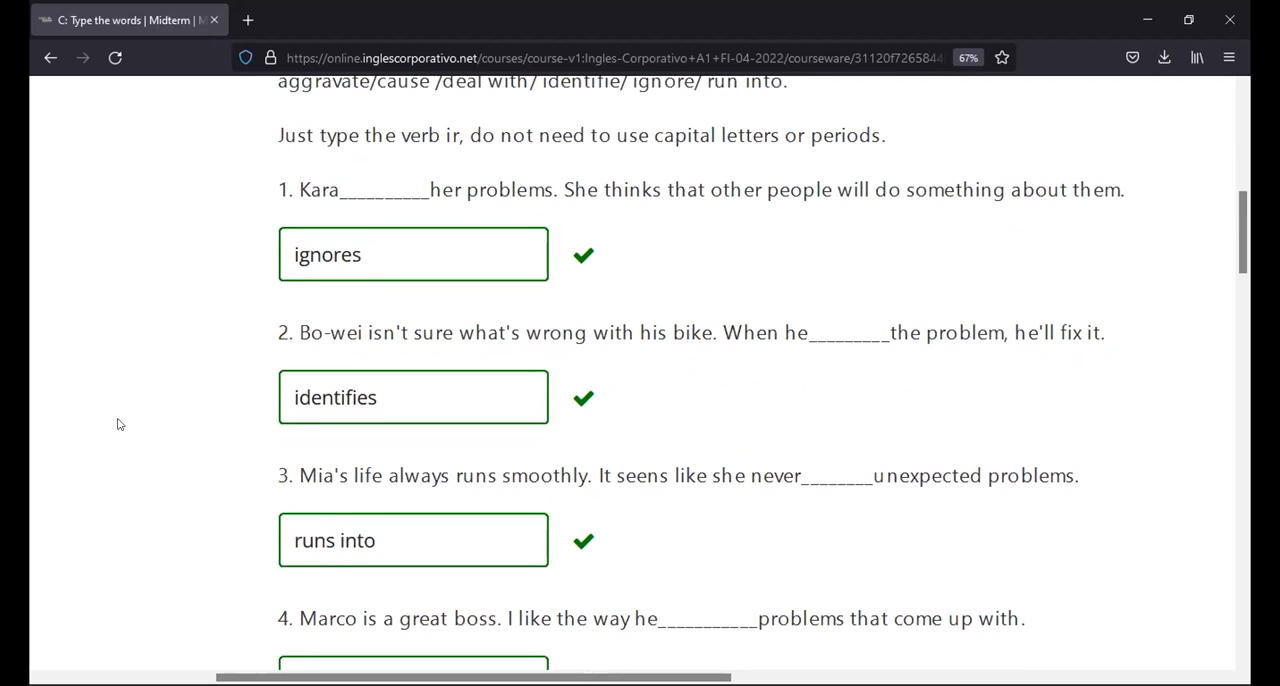 C: Type the words | Midterm |
https://online.inglescorporativo.net/courses/course-v1:Ingles-Corporativo+A1+FI-04-2022/courseware/31120f7265844
67%
aggravate/cause /deal with/ identifie/ ignore/ run into.
Just type the verb ir, do not need to use capital letters or periods.
1. Kara__________her problems. She thinks that other people will do something about them.
ignores
2. Bo-wei isn't sure what's wrong with his bike. When he_________the problem, he'll fix it.
identifies
3. Mia's life always runs smoothly. It seens like she never________unexpected problems.
runs into
4. Marco is a great boss. I like the way he___________problems that come up with.